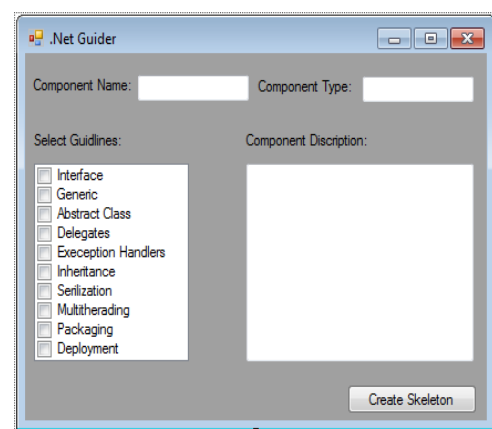 .Net Guider
Component Name: Component Type:
Select Guidlines: Component Discription:
Interface
Generic
Abstract Class
Delegates
Exeception Handlers
Inheritance
Serilization
Multitherading
Packaging
Deployment
Create Skeleton